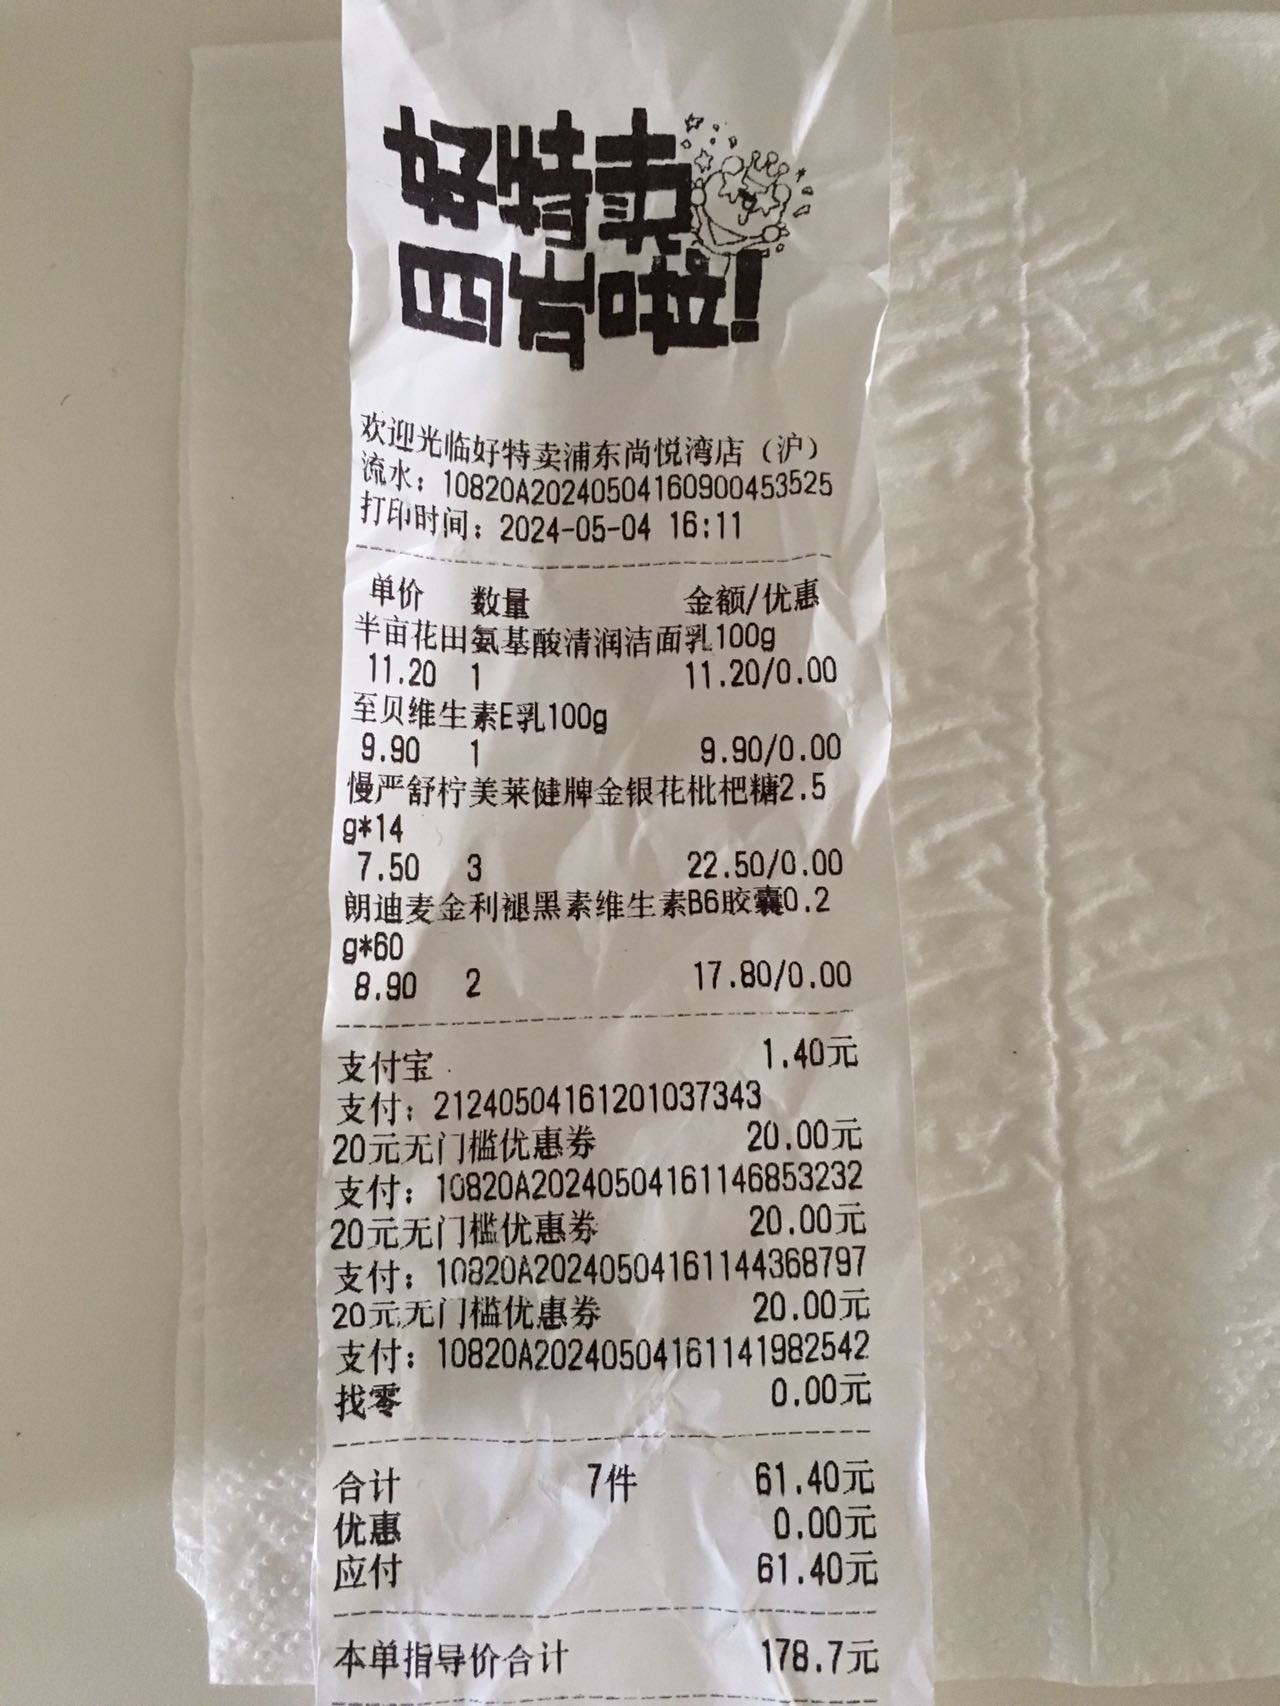 好特卖
月亦啦!
欢迎光临好特卖浦东尚悦湾店（沪）
流水：10820A20240504160900453525
打印时间：2024-05-04 16:11
单价 数量 金额/优惠
半亩花田氨基酸清润洁面乳100g
11.20 1 11.20/0.00
至贝维生素E乳100g
9.90 1 9.90/0.00
慢严舒柠美莱健牌金银花枇杷糖2.5
g*14
7.50 3 22.50/0.00
朗迪麦金利褪黑素维生素B6胶囊0.2
g*60
8.90 2 17.80/0.00
支付宝 1.40元
支付：21240504161201037343
20元无门槛优惠券 20.00元
支付：10820A20240504161146853232
20元无门槛优惠券 20.00元
支付：10820A20240504161144368797
20元无门槛优惠券 20.00元
支付：10820A20240504161141982542
找零 0.00元
合计 7件 61.40元
优惠 0.00元
应付 61.40元
本单指导价合计 178.7元